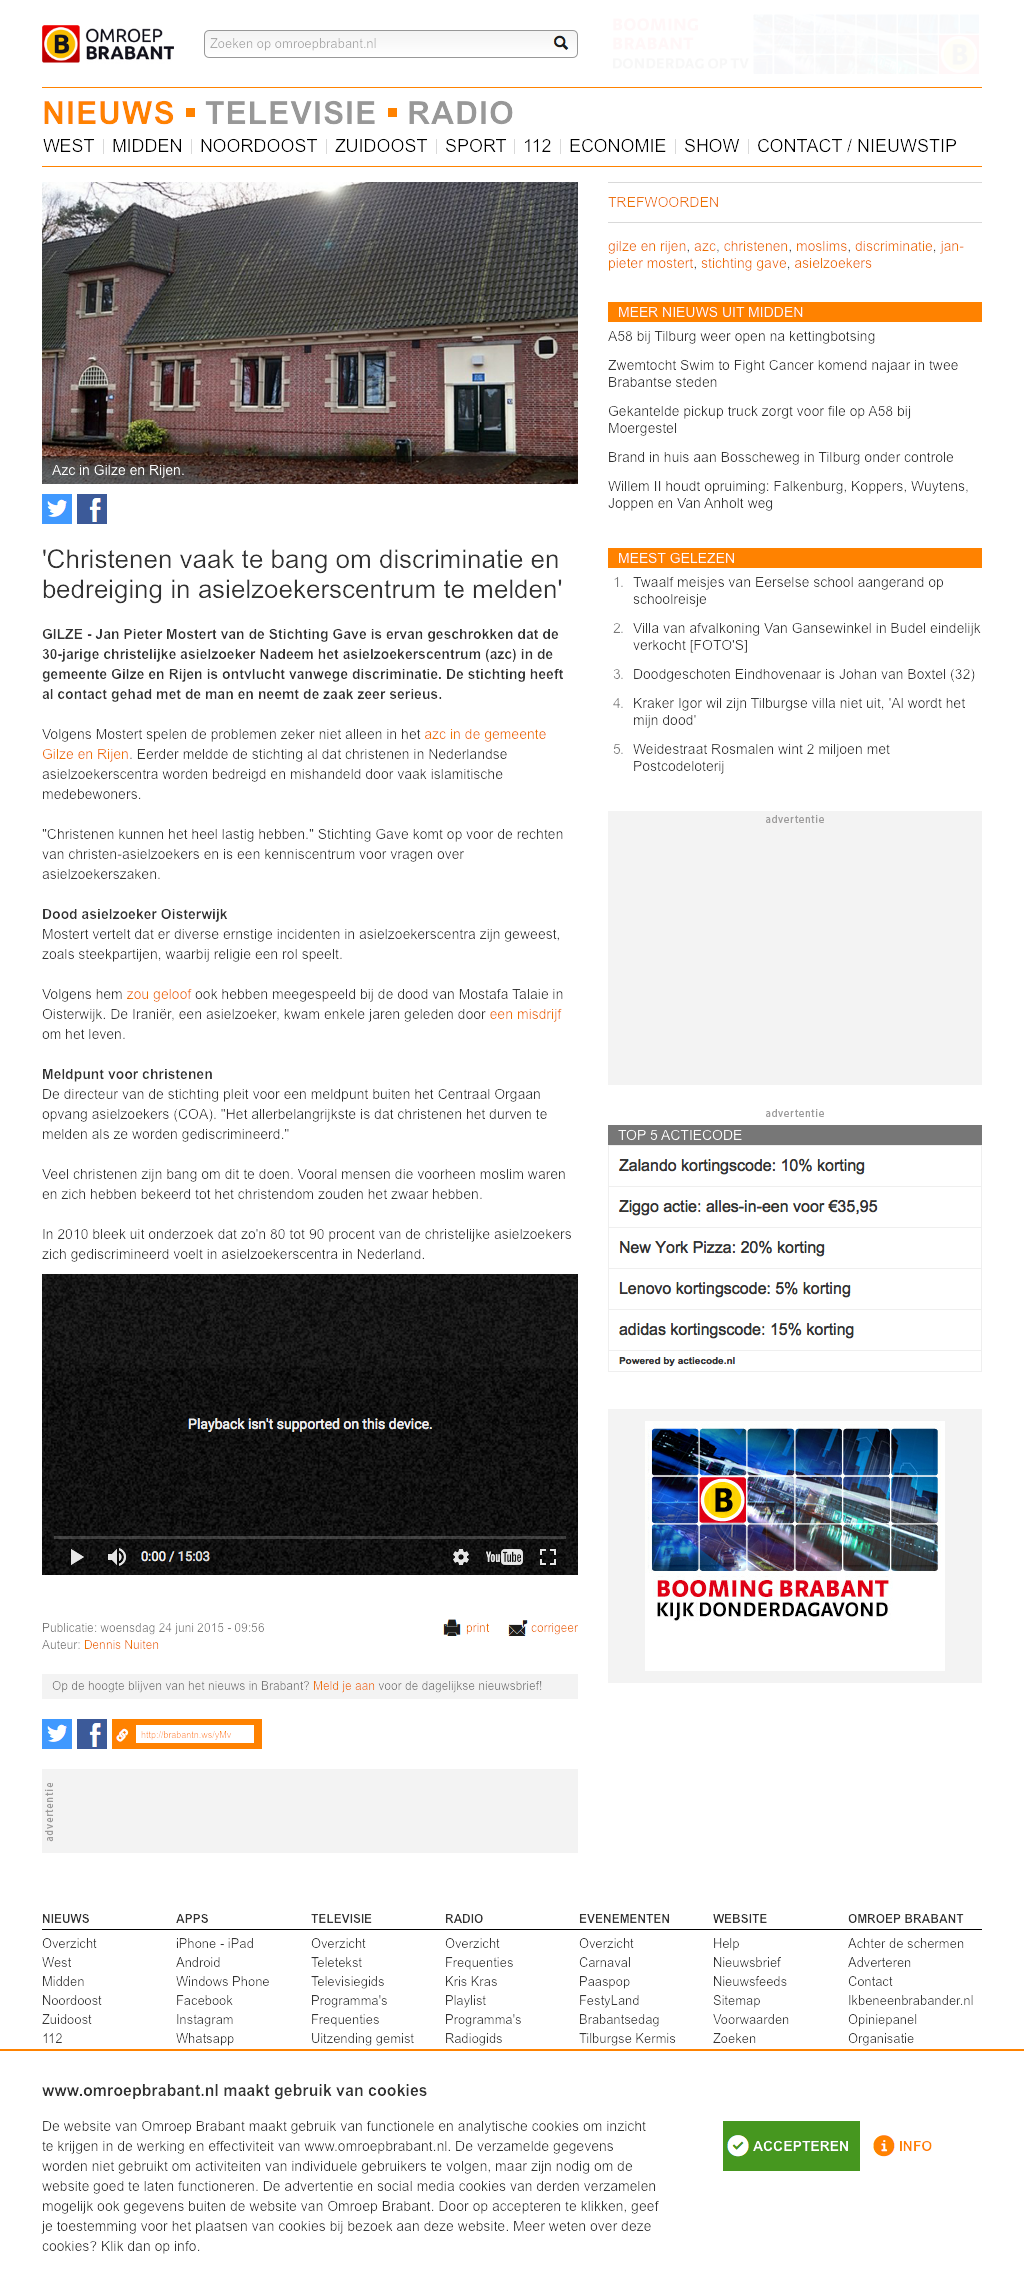 OMROEP
BRABANT
Zoeken op omroepbrabant.nl
BOOMING
BRABANT
DONDERDAG OP TV
NIEUWS ▪ TELEVISIE ▪ RADIO
WEST | MIDDEN | NOORDOOST | ZUIDOOST | SPORT | 112 | ECONOMIE | SHOW | CONTACT / NIEUWSTIP
Azc in Gilze en Rijen.
'Christenen vaak te bang om discriminatie en
bedreiging in asielzoekerscentrum te melden'
GILZE - Jan Pieter Mostert van de Stichting Gave is ervan geschrokken dat de
30-jarige christelijke asielzoeker Nadeem het asielzoekerscentrum (azc) in de
gemeente Gilze en Rijen is ontvlucht vanwege discriminatie. De stichting heeft
al contact gehad met de man en neemt de zaak zeer serieus.
Volgens Mostert spelen de problemen zeker niet alleen in het azc in de gemeente
Gilze en Rijen. Eerder meldde de stichting al dat christenen in Nederlandse
asielzoekerscentra worden bedreigd en mishandeld door vaak islamitische
medebewoners.
"Christenen kunnen het heel lastig hebben." Stichting Gave komt op voor de rechten
van christen-asielzoekers en is een kenniscentrum voor vragen over
asielzoekerszaken.
Dood asielzoeker Oisterwijk
Mostert vertelt dat er diverse ernstige incidenten in asielzoekerscentra zijn geweest,
zoals steekpartijen, waarbij religie een rol speelt.
Volgens hem zou geloof ook hebben meegespeeld bij de dood van Mostafa Talaie in
Oisterwijk. De Iraniër, een asielzoeker, kwam enkele jaren geleden door een misdrijf
om het leven.
Meldpunt voor christenen
De directeur van de stichting pleit voor een meldpunt buiten het Centraal Orgaan
opvang asielzoekers (COA). "Het allerbelangrijkste is dat christenen het durven te
melden als ze worden gediscrimineerd."
Veel christenen zijn bang om dit te doen. Vooral mensen die voorheen moslim waren
en zich hebben bekeerd tot het christendom zouden het zwaar hebben.
In 2010 bleek uit onderzoek dat zo'n 80 tot 90 procent van de christelijke asielzoekers
zich gediscrimineerd voelt in asielzoekerscentra in Nederland.
Playback isn't supported on this device.
0:00 / 15:03
YouTube
Publicatie: woensdag 24 juni 2015 - 09:56
Auteur: Dennis Nuiten
print
corrigeer
Op de hoogte blijven van het nieuws in Brabant? Meld je aan voor de dagelijkse nieuwsbrief!
http://brabantn.ws/yMv
advertentie
TREFWOORDEN
gilze en rijen, azc, christenen, moslims, discriminatie, jan-
pieter mostert, stichting gave, asielzoekers
MEER NIEUWS UIT MIDDEN
A58 bij Tilburg weer open na kettingbotsing
Zwemtocht Swim to Fight Cancer komend najaar in twee
Brabantse steden
Gekantelde pickup truck zorgt voor file op A58 bij
Moergestel
Brand in huis aan Bosscheweg in Tilburg onder controle
Willem II houdt opruiming: Falkenburg, Koppers, Wuytens,
Joppen en Van Anholt weg
MEEST GELEZEN
1. Twaalf meisjes van Eerselse school aangerand op
schoolreisje
2. Villa van afvalkoning Van Gansewinkel in Budel eindelijk
verkocht [FOTO'S]
3. Doodgeschoten Eindhovenaar is Johan van Boxtel (32)
4. Kraker Igor wil zijn Tilburgse villa niet uit, 'Al wordt het
mijn dood'
5. Weidestraat Rosmalen wint 2 miljoen met
Postcodeloterij
advertentie
advertentie
TOP 5 ACTIECODE
Zalando kortingscode: 10% korting
Ziggo actie: alles-in-een voor €35,95
New York Pizza: 20% korting
Lenovo kortingscode: 5% korting
adidas kortingscode: 15% korting
Powered by actiecode.nl
B
BOOMING BRABANT
KIJK DONDERDAGAVOND
NIEUWS APPS TELEVISIE RADIO EVENEMENTEN WEBSITE OMROEP BRABANT
Overzicht iPhone - iPad Overzicht Overzicht Overzicht Help Achter de schermen
West Android Teletekst Frequenties Carnaval Nieuwsbrief Adverteren
Midden Windows Phone Televisiegids Kris Kras Paaspop Nieuwsfeeds Contact
Noordoost Facebook Programma's Playlist FestyLand Sitemap Ikbeneenbrabander.nl
Zuidoost Instagram Frequenties Programma's Brabantsedag Voorwaarden Opiniepanel
112 Whatsapp Uitzending gemist Radiogids Tilburgse Kermis Zoeken Organisatie
www.omroepbrabant.nl maakt gebruik van cookies
De website van Omroep Brabant maakt gebruik van functionele en analytische cookies om inzicht
te krijgen in de werking en effectiviteit van www.omroepbrabant.nl. De verzamelde gegevens
worden niet gebruikt om activiteiten van individuele gebruikers te volgen, maar zijn nodig om de
website goed te laten functioneren. De advertentie en social media cookies van derden verzamelen
mogelijk ook gegevens buiten de website van Omroep Brabant. Door op accepteren te klikken, geef
je toestemming voor het plaatsen van cookies bij bezoek aan deze website. Meer weten over deze
cookies? Klik dan op info.
ACCEPTEREN
INFO